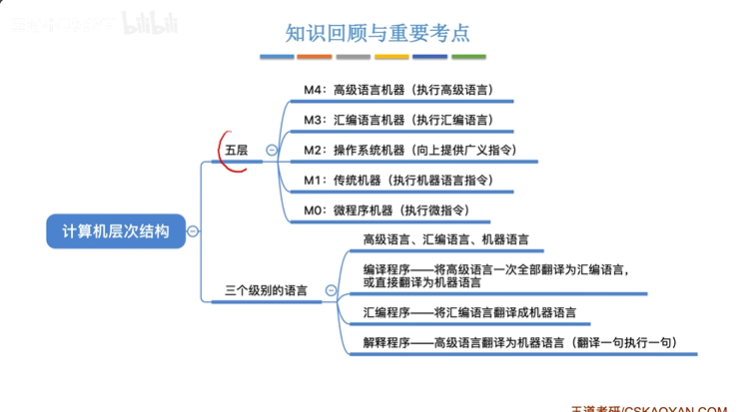 bilibili
知识回顾与重要考点
M4：高级语言机器（执行高级语言）
M3：汇编语言机器（执行汇编语言）
五层
M2：操作系统机器（向上提供广义指令）
M1：传统机器（执行机器语言指令）
M0：微程序机器（执行微指令）
计算机层次结构
高级语言、汇编语言、机器语言
编译程序——将高级语言一次全部翻译为汇编语言，
或直接翻译为机器语言
三个级别的语言
汇编程序——将汇编语言翻译成机器语言
解释程序——高级语言翻译为机器语言（翻译一句执行一句）
王道考研/CSKAOYAN.COM